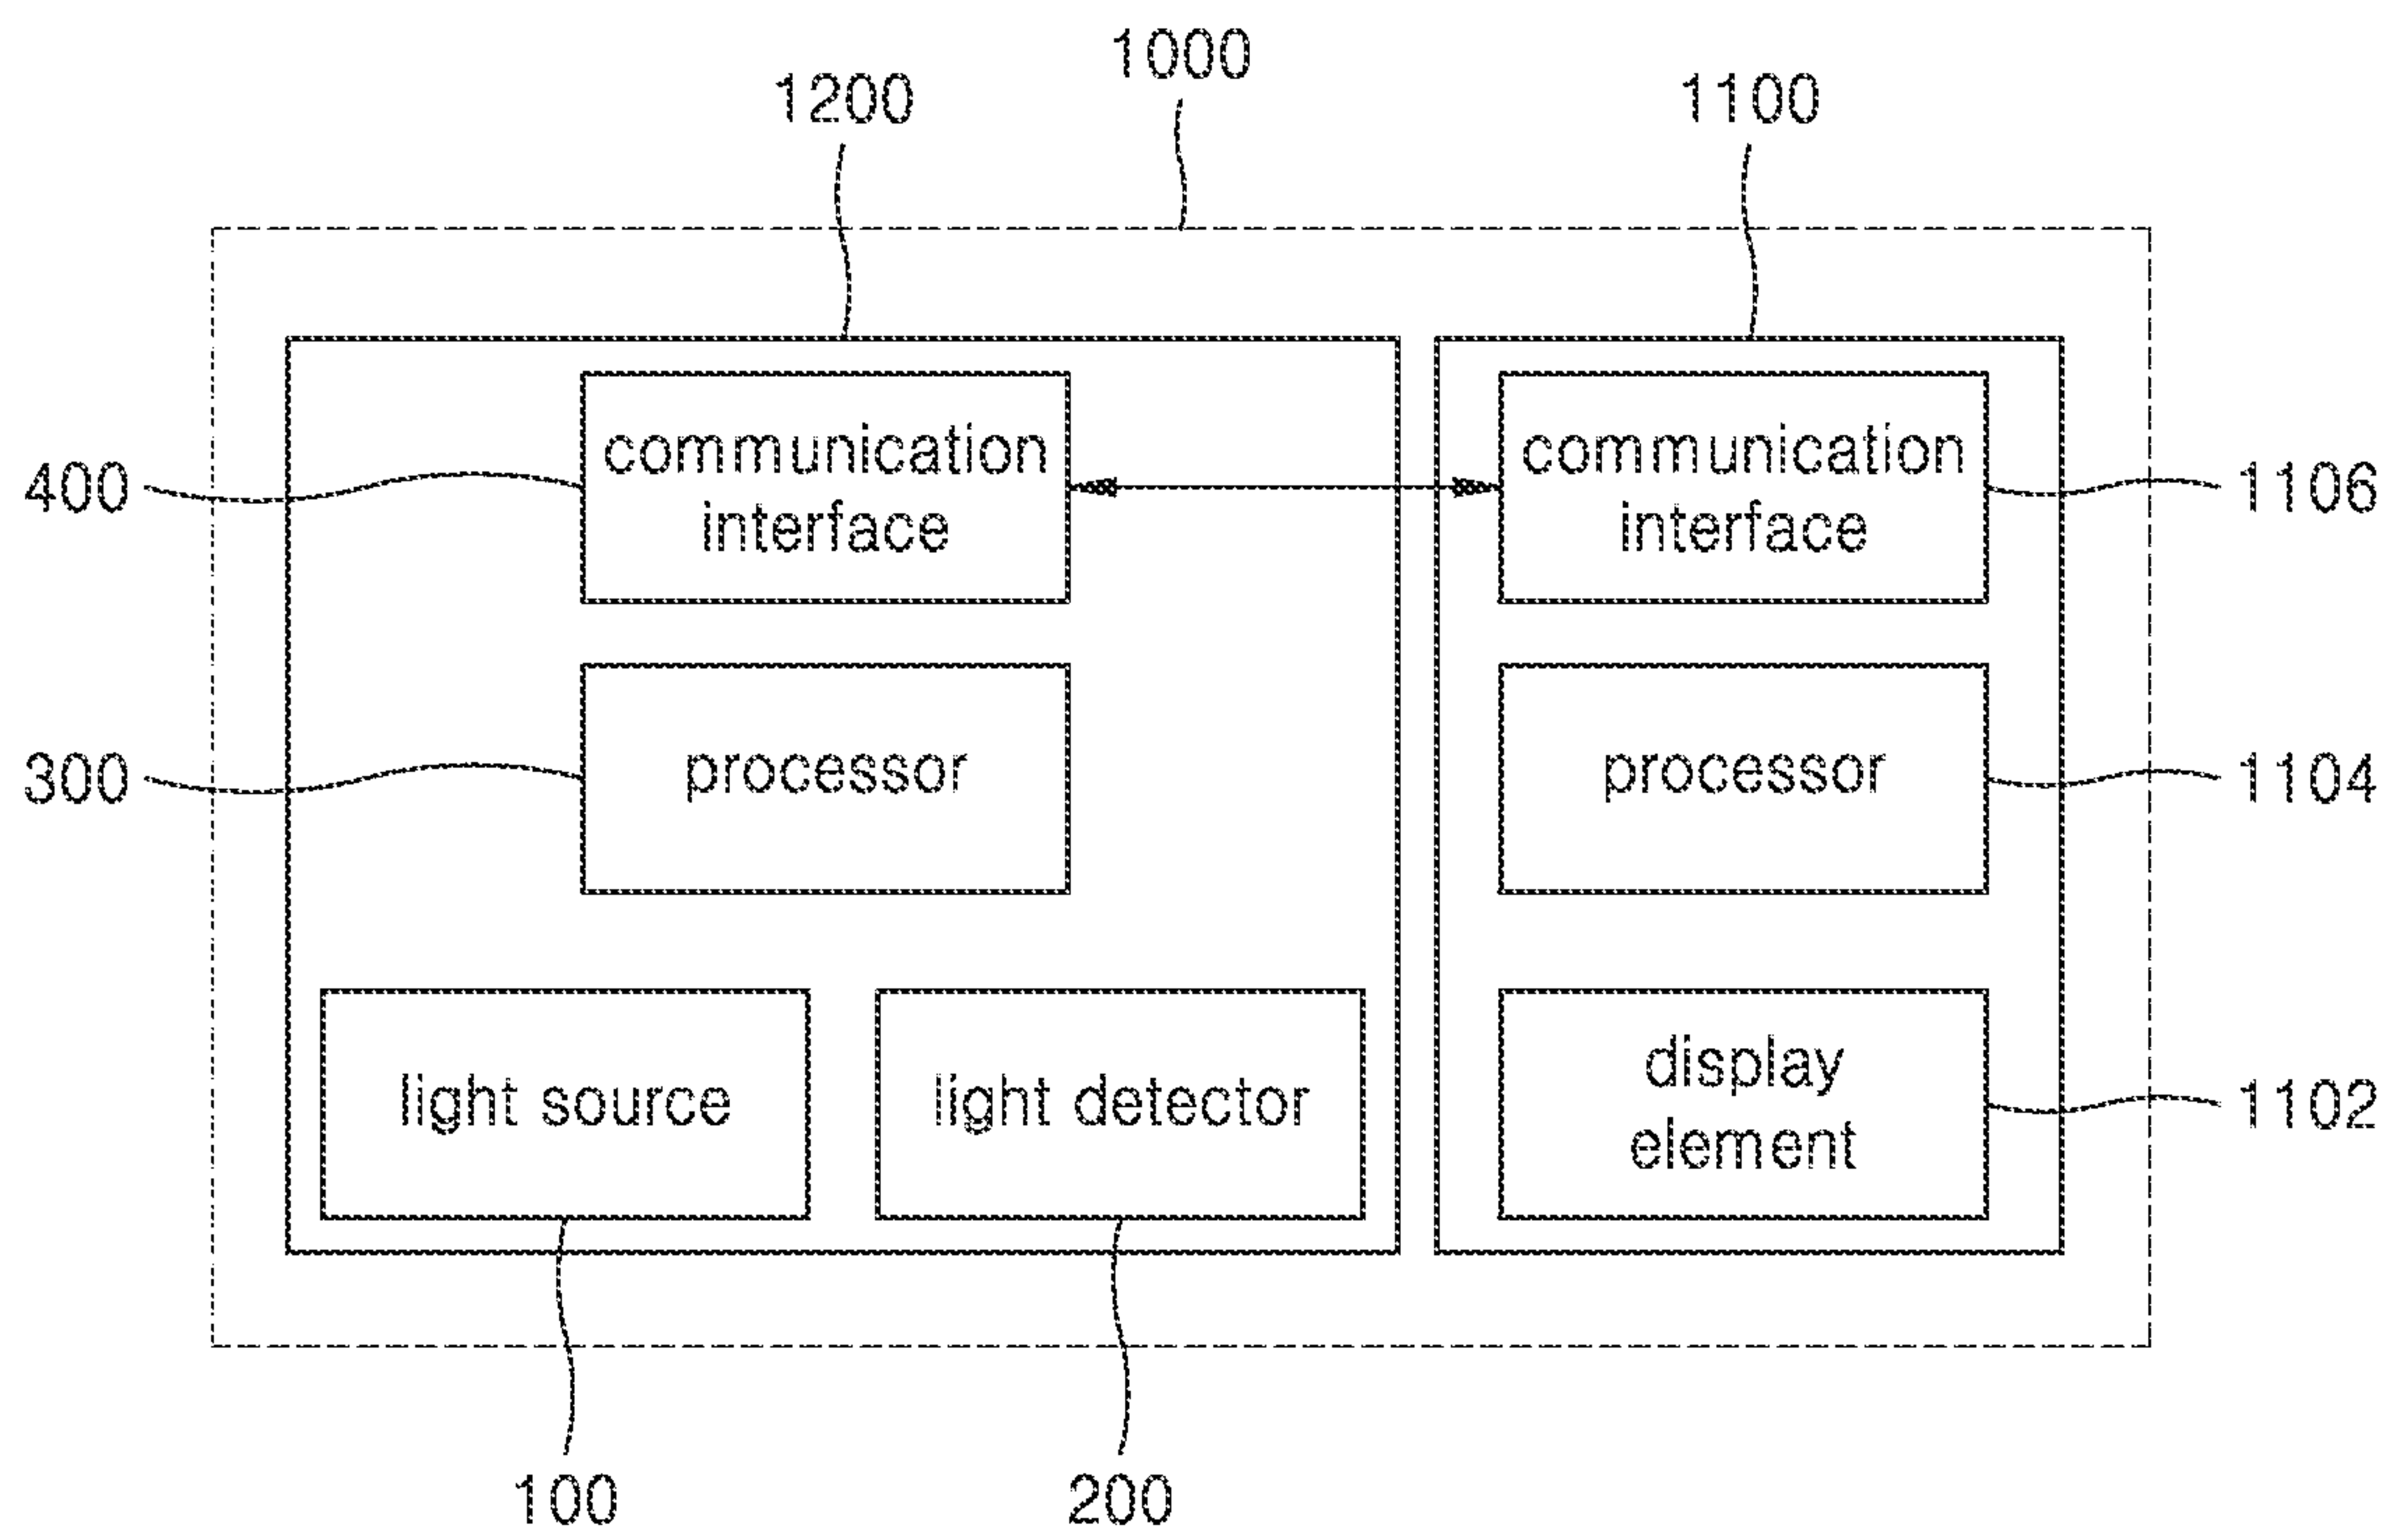 1000
1200
1100
communication
interface
communication
interface
400
1106
processor
processor
300
1104
light source
light detector
display
element
1102
100
200